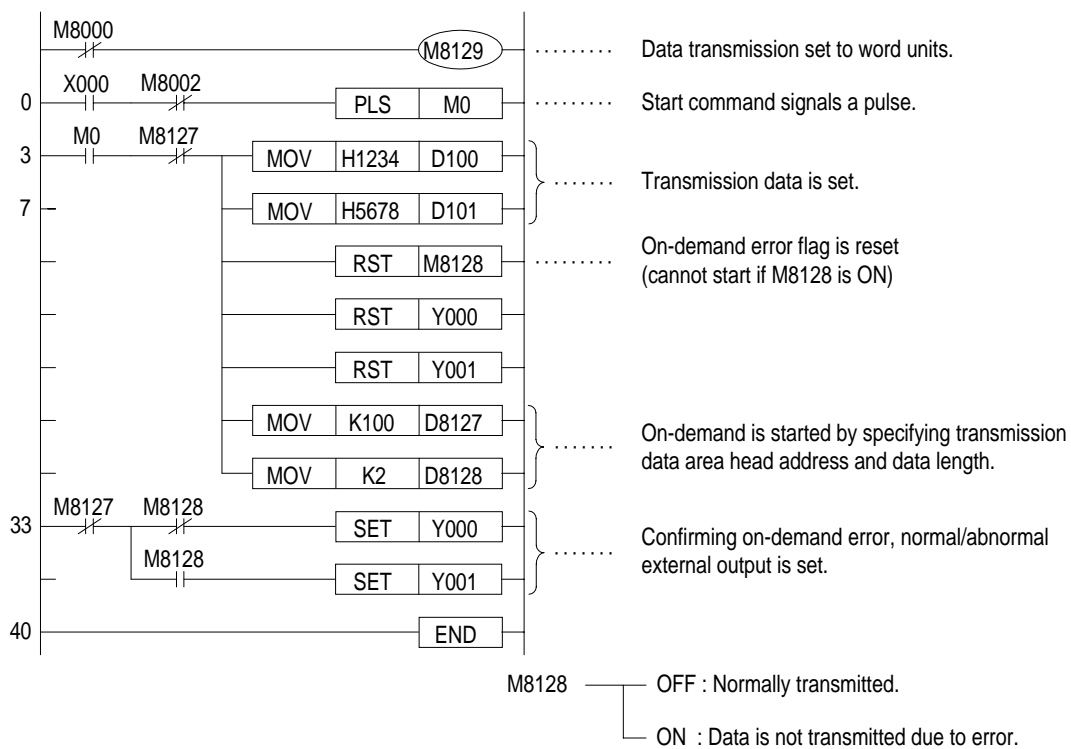 M8000
M8129 Data transmission set to word units.
X000 M8002
0 PLS M0 Start command signals a pulse.
M0 M8127
3 MOV H1234 D100
Transmission data is set.
7 MOV H5678 D101
On-demand error flag is reset
RST M8128
(cannot start if M8128 is ON)
RST Y000
RST Y001
MOV K100 D8127
On-demand is started by specifying transmission
data area head address and data length.
MOV K2 D8128
M8127 M8128
33 SET Y000
Confirming on-demand error, normal/abnormal
external output is set.
M8128
SET Y001
40 END
M8128 OFF : Normally transmitted.
ON : Data is not transmitted due to error.